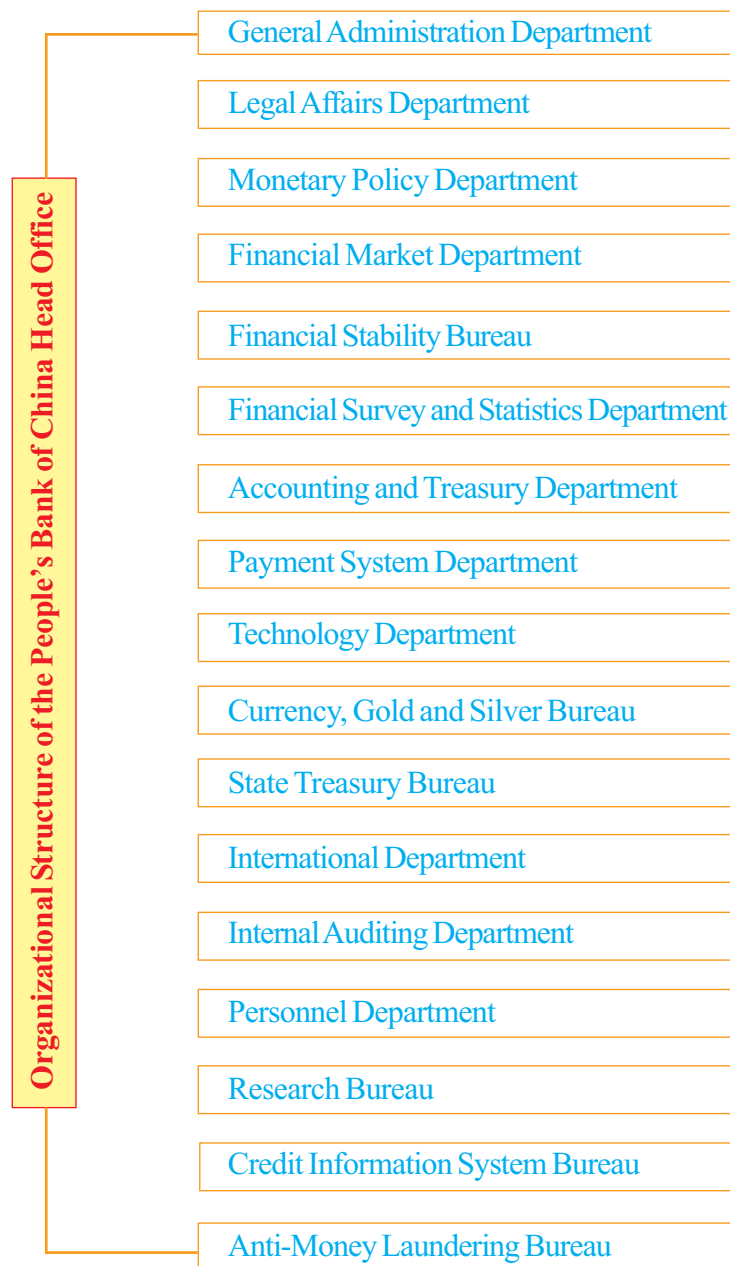 Organizational Structure of the People's Bank of China Head Office
General Administration Department
Legal Affairs Department
Monetary Policy Department
Financial Market Department
Financial Stability Bureau
Financial Survey and Statistics Department
Accounting and Treasury Department
Payment System Department
Technology Department
Currency, Gold and Silver Bureau
State Treasury Bureau
International Department
Internal Auditing Department
Personnel Department
Research Bureau
Credit Information System Bureau
Anti-Money Laundering Bureau